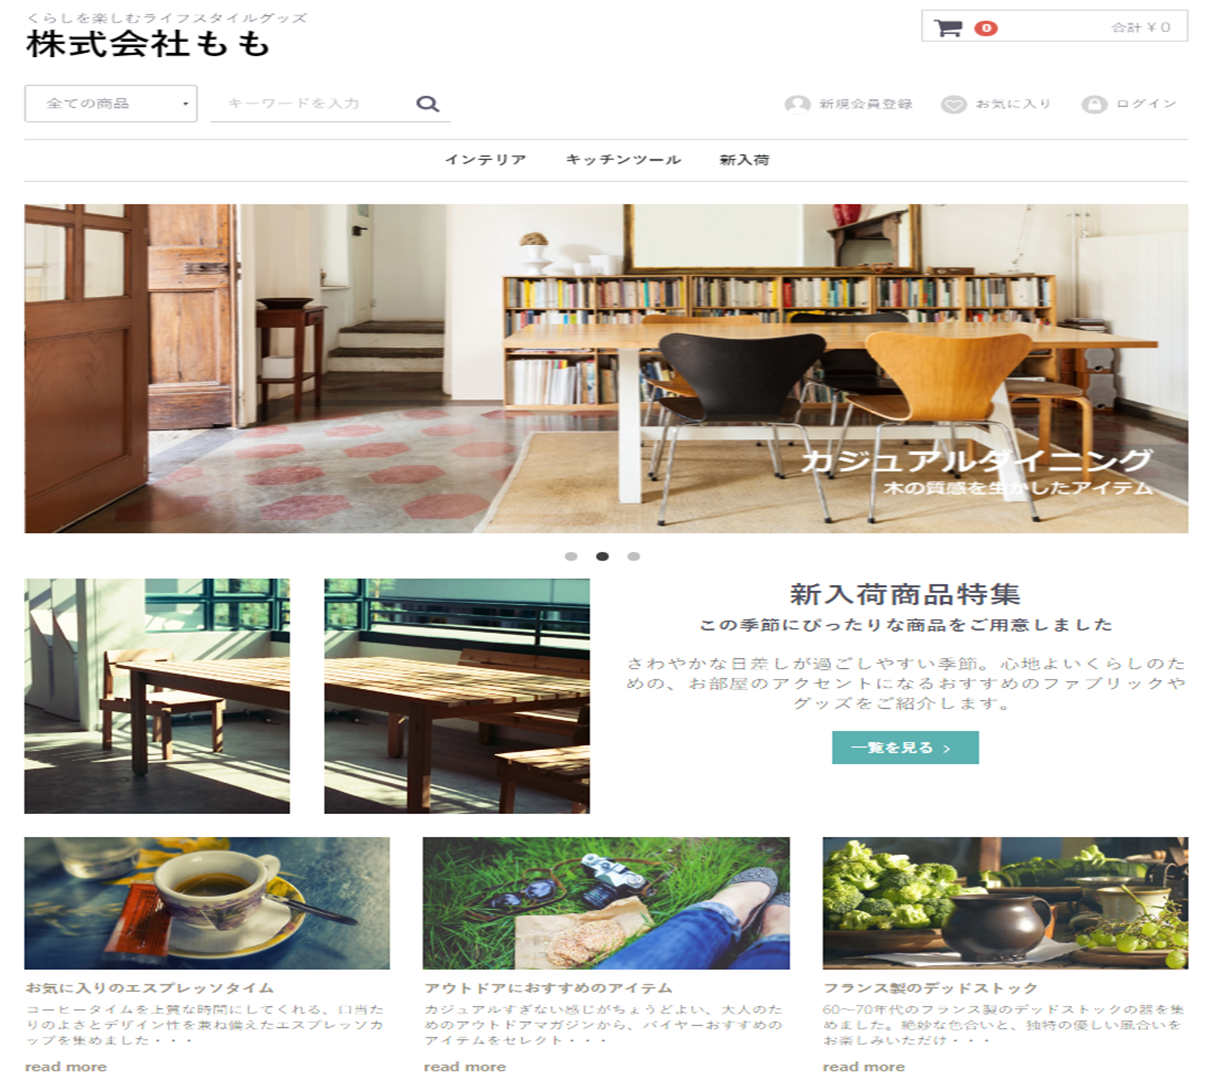 くらしを楽しむライフスタイルグッズ
株式会社もも
0
合計 ¥ 0
全ての商品
キーワードを入力
新規会員登録
お気に入り
ログイン
インテリア キッチンツール 新入荷
カジュアルダイニング
木の質感を生かしたアイテム
新入荷商品特集
この季節にぴったりな商品をご用意しました
さわやかな日差しが過ごしやすい季節。心地よいくらしのた
めの、お部屋のアクセントになるおすすめのファブリックや
グッズをご紹介します。
一覧を見る >
お気に入りのエスプレッソタイム
コーヒータイムを上質な時間にしてくれる、口当た
りのよさとデザイン性を兼ね備えたエスプレッソカ
ップを集めました・・・
read more
アウトドアにおすすめのアイテム
カジュアルすぎない感じがちょうどよい、大人のた
めのアウトドアマガジンから、バイヤーおすすめの
アイテムをセレクト・・・
read more
フランス製のデッドストック
60〜70年代のフランス製のデッドストックの器を集
めました。絶妙な色合いと、独特の優しい風合いを
お楽しみいただけ・・・
read more